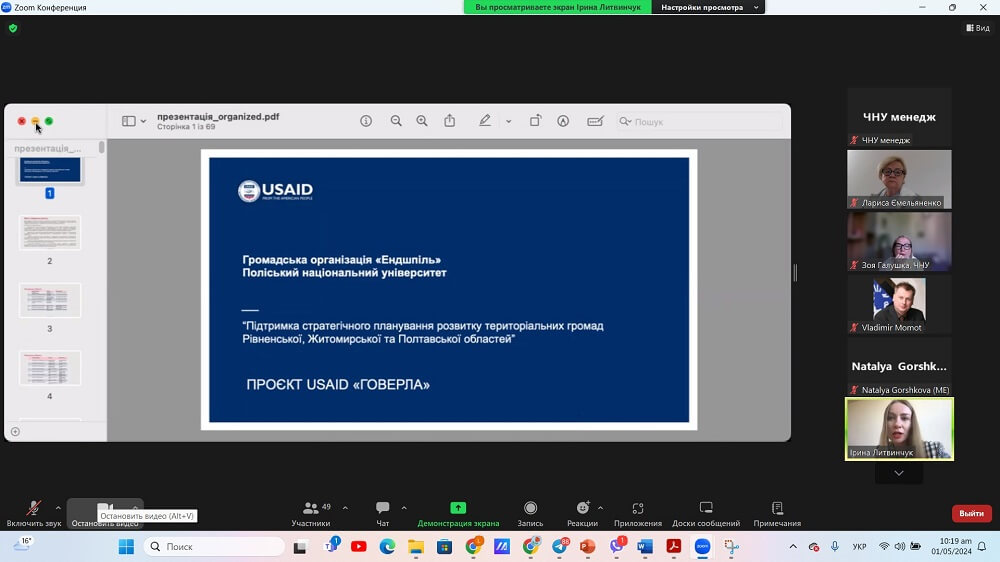 Zoom Конференция
Вы просматриваете экран Ірина Литвинчук
Настройки просмотра
Вид
презентація_organized.pdf
Сторінка 1 із 69
Пошук
презентація_...
1
2
3
4
USAID
FROM THE AMERICAN PEOPLE
Громадська організація «Ендшпіль»
Поліський національний університет
“Підтримка стратегічного планування розвитку територіальних громад
Рівненської, Житомирської та Полтавської областей”
ПРОЄКТ USAID «ГОВЕРЛА»
ЧНУ менедж
ЧНУ менедж
Лариса Ємельяненко
Зоя Галушка, ЧНУ
Vladimir Momot
Natalya Gorshk...
Natalya Gorshkova (ME)
Ірина Литвинчук
Включить звук
Остановить видео
Остановить видео (Alt+V)
Участники
49
Чат
Демонстрация экрана
Запись
Реакции
Приложения
Доски сообщений
Примечания
Выйти
16°
Поиск
УКР
10:19 am
01/05/2024